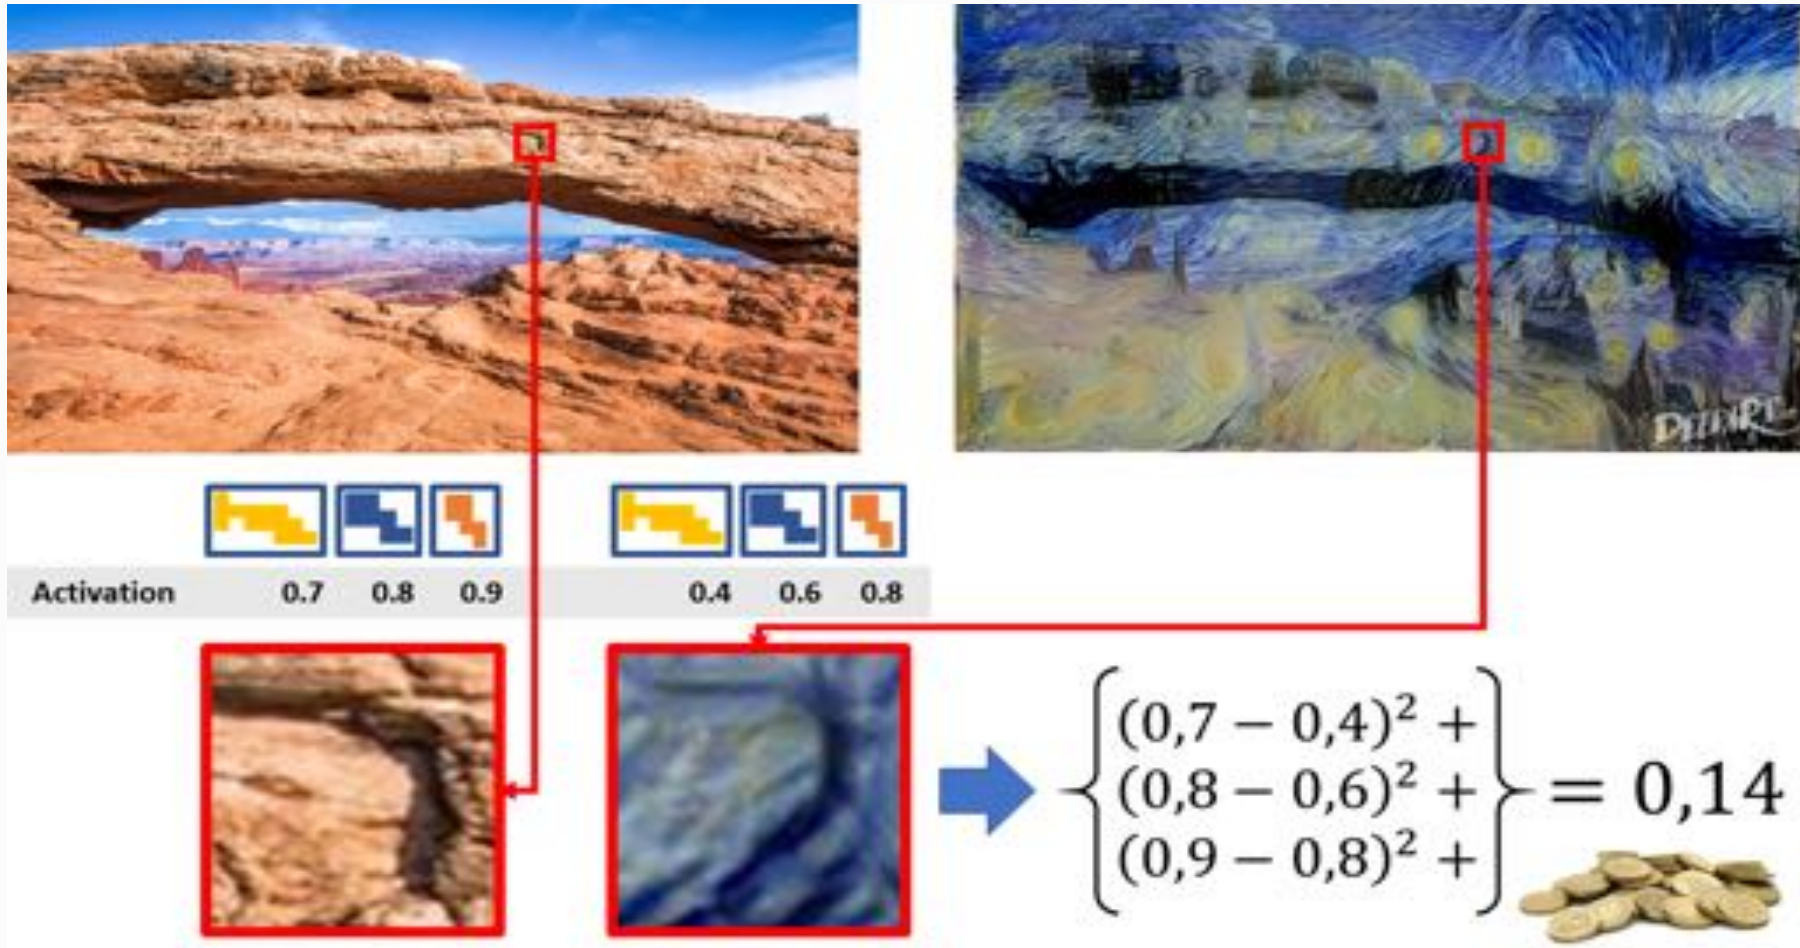 DEEPART
Activation 0.7 0.8 0.9 0.4 0.6 0.8
(0,7 − 0,4)² +
(0,8 − 0,6)² + = 0,14
(0,9 − 0,8)² +